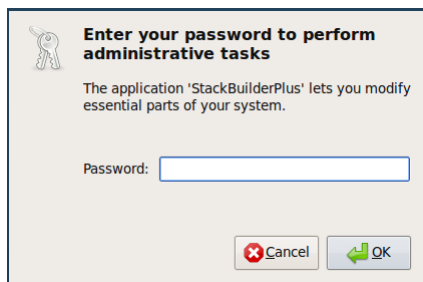 Enter your password to perform
administrative tasks
The application 'StackBuilderPlus' lets you modify
essential parts of your system.
Password:
Cancel
OK